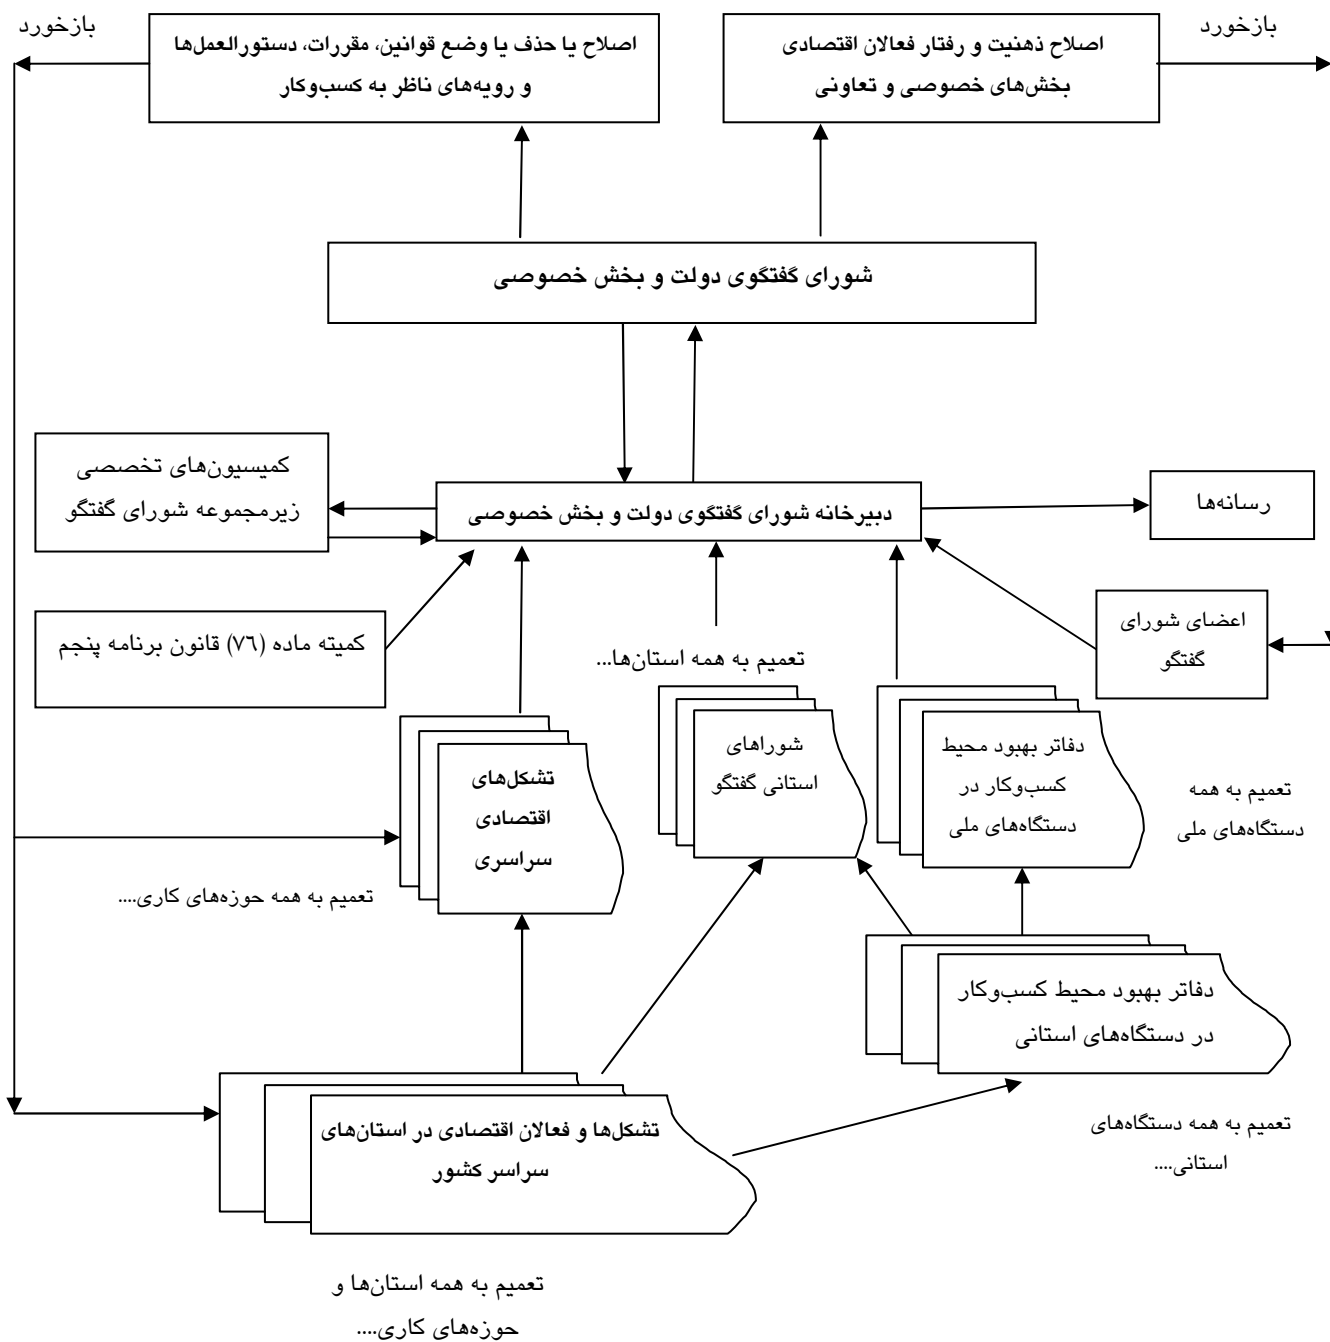 بازخورد
اصلاح ذهنیت و رفتار فعالان اقتصادی
بخش‌های خصوصی و تعاونی
اصلاح یا حذف یا وضع قوانین، مقررات، دستورالعمل‌ها
و رویه‌های ناظر به کسب‌وکار
بازخورد
شورای گفتگوی دولت و بخش خصوصی
کمیسیون‌های تخصصی
زیرمجموعه شورای گفتگو
دبیرخانه شورای گفتگوی دولت و بخش خصوصی
رسانه‌ها
اعضای شورای
گفتگو
کمیته ماده (۷۶) قانون برنامه پنجم
تعمیم به همه استان‌ها...
دفاتر بهبود محیط
کسب‌وکار در
دستگاه‌های ملی
شوراهای
استانی گفتگو
تشکل‌های
اقتصادی
سراسری
تعمیم به همه
دستگاه‌های ملی
تعمیم به همه حوزه‌های کاری....
دفاتر بهبود محیط کسب‌وکار
در دستگاه‌های استانی
تشکل‌ها و فعالان اقتصادی در استان‌های
سراسر کشور
تعمیم به همه دستگاه‌های
استانی....
تعمیم به همه استان‌ها و
حوزه‌های کاری....